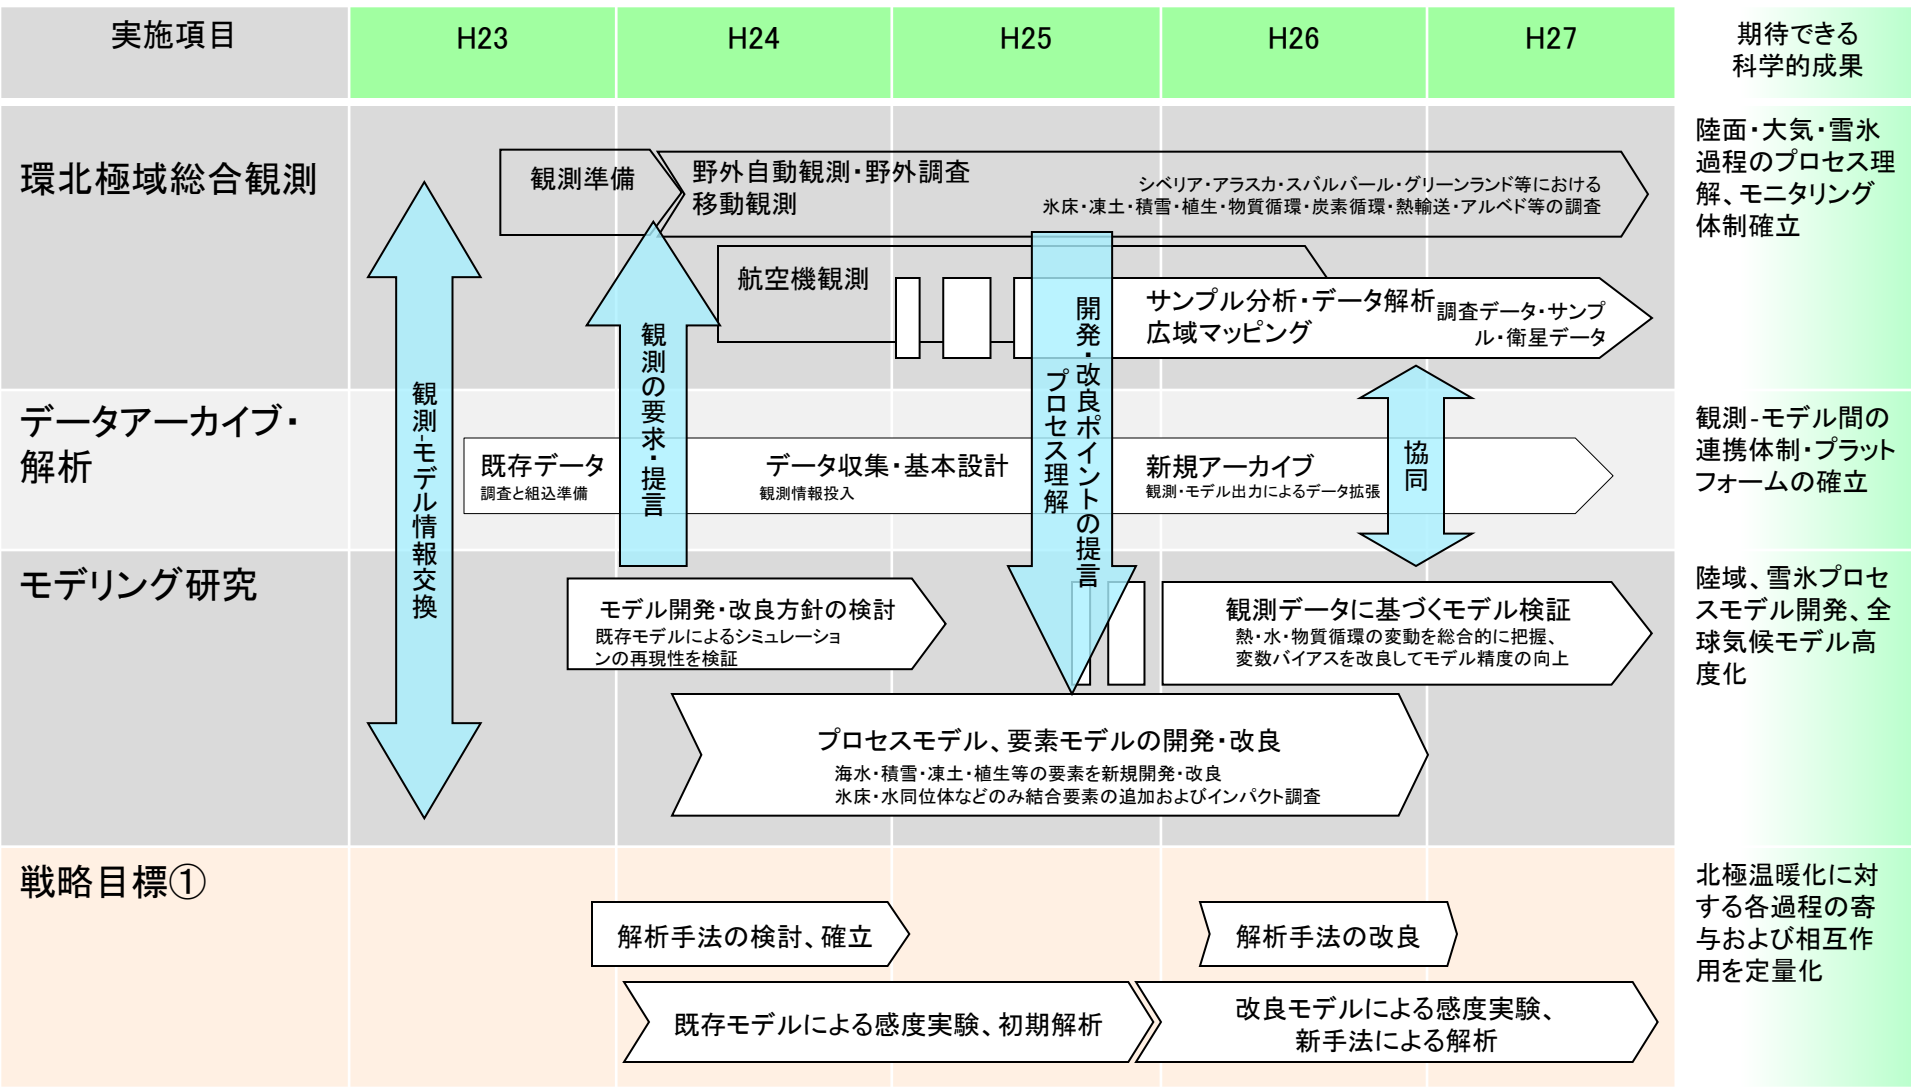 実施項目
H23
H24
H25
H26
H27
期待できる
科学的成果
環北極域総合観測
観測準備
野外自動観測・野外調査
移動観測
シベリア・アラスカ・スバルバール・グリーンランド等における
氷床・凍土・積雪・植生・物質循環・炭素循環・熱輸送・アルベド等の調査
航空機観測
サンプル分析・データ解析
広域マッピング
調査データ・サンプ
ル・衛星データ
陸面・大気・雪氷
過程のプロセス理
解、モニタリング
体制確立
観測-モデル情報交換
観測の要求・提言
開発・改良ポイントの提言
プロセス理解
協同
データアーカイブ・
解析
既存データ
調査と組込準備
データ収集・基本設計
観測情報投入
新規アーカイブ
観測・モデル出力によるデータ拡張
観測-モデル間の
連携体制・プラット
フォームの確立
モデリング研究
モデル開発・改良方針の検討
既存モデルによるシミュレーショ
ンの再現性を検証
観測データに基づくモデル検証
熱・水・物質循環の変動を総合的に把握、
変数バイアスを改良してモデル精度の向上
プロセスモデル、要素モデルの開発・改良
海水・積雪・凍土・植生等の要素を新規開発・改良
氷床・水同位体などのみ結合要素の追加およびインパクト調査
陸域、雪氷プロセ
スモデル開発、全
球気候モデル高
度化
戦略目標①
解析手法の検討、確立
解析手法の改良
既存モデルによる感度実験、初期解析
改良モデルによる感度実験、
新手法による解析
北極温暖化に対
する各過程の寄
与および相互作
用を定量化